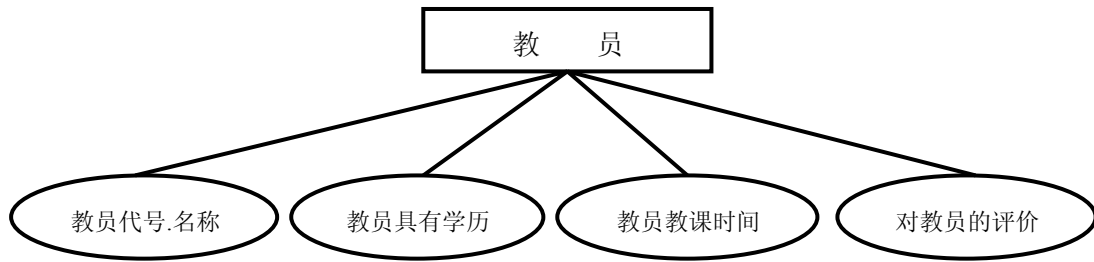 教 员
教员代号.名称
教员具有学历
教员教课时间
对教员的评价